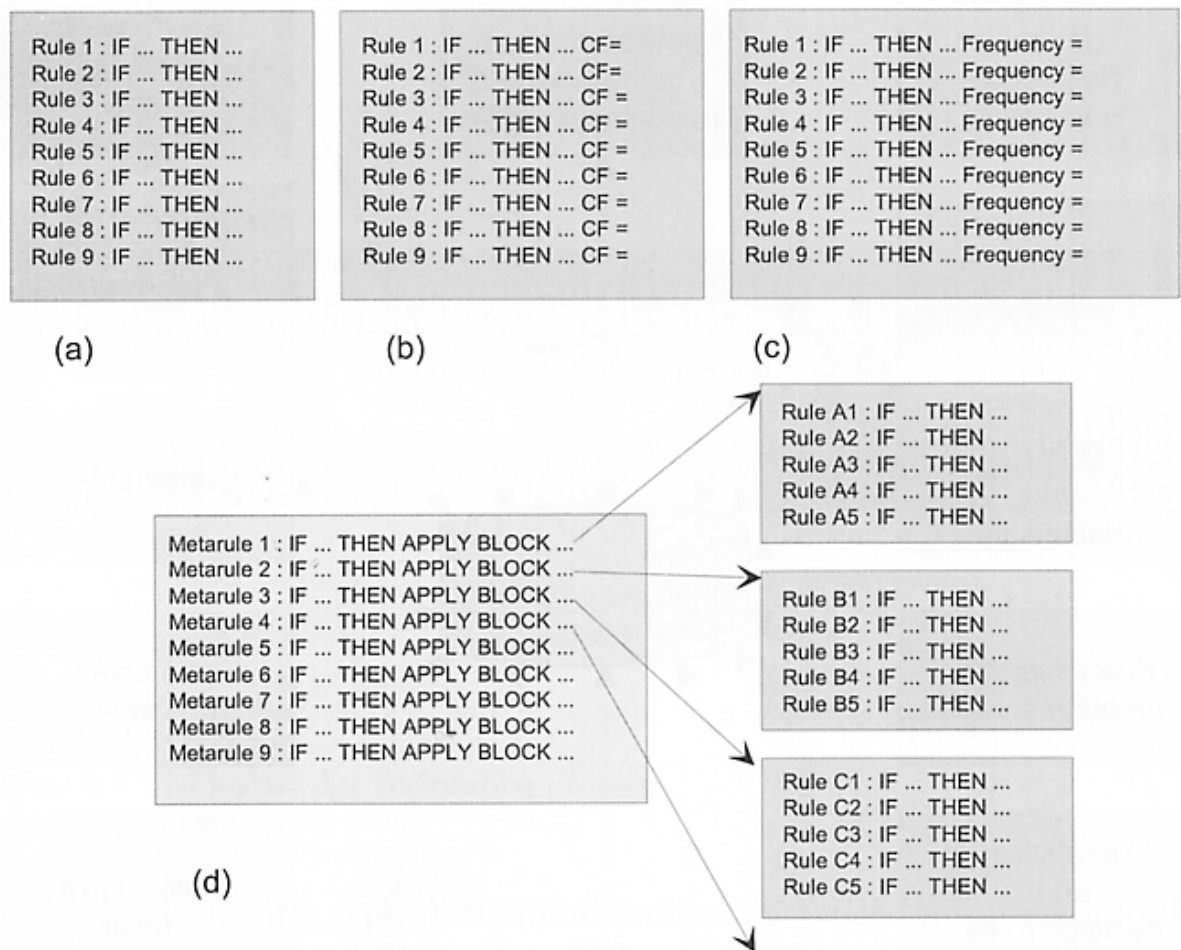 Rule 1 : IF ... THEN ...
Rule 2 : IF ... THEN ...
Rule 3 : IF ... THEN ...
Rule 4 : IF ... THEN ...
Rule 5 : IF ... THEN ...
Rule 6 : IF ... THEN ...
Rule 7 : IF ... THEN ...
Rule 8 : IF ... THEN ...
Rule 9 : IF ... THEN ...
(a)
Rule 1 : IF ... THEN ... CF=
Rule 2 : IF ... THEN ... CF=
Rule 3 : IF ... THEN ... CF =
Rule 4 : IF ... THEN ... CF =
Rule 5 : IF ... THEN ... CF =
Rule 6 : IF ... THEN ... CF =
Rule 7 : IF ... THEN ... CF =
Rule 8 : IF ... THEN ... CF =
Rule 9 : IF ... THEN ... CF =
(b)
Rule 1 : IF ... THEN ... Frequency =
Rule 2 : IF ... THEN ... Frequency =
Rule 3 : IF ... THEN ... Frequency =
Rule 4 : IF ... THEN ... Frequency =
Rule 5 : IF ... THEN ... Frequency =
Rule 6 : IF ... THEN ... Frequency =
Rule 7 : IF ... THEN ... Frequency =
Rule 8 : IF ... THEN ... Frequency =
Rule 9 : IF ... THEN ... Frequency =
(c)
Metarule 1 : IF ... THEN APPLY BLOCK ...
Metarule 2 : IF ... THEN APPLY BLOCK ...
Metarule 3 : IF ... THEN APPLY BLOCK ...
Metarule 4 : IF ... THEN APPLY BLOCK ...
Metarule 5 : IF ... THEN APPLY BLOCK ...
Metarule 6 : IF ... THEN APPLY BLOCK ...
Metarule 7 : IF ... THEN APPLY BLOCK ...
Metarule 8 : IF ... THEN APPLY BLOCK ...
Metarule 9 : IF ... THEN APPLY BLOCK ...
(d)
Rule A1 : IF ... THEN ...
Rule A2 : IF ... THEN ...
Rule A3 : IF ... THEN ...
Rule A4 : IF ... THEN ...
Rule A5 : IF ... THEN ...
Rule B1 : IF ... THEN ...
Rule B2 : IF ... THEN ...
Rule B3 : IF ... THEN ...
Rule B4 : IF ... THEN ...
Rule B5 : IF ... THEN ...
Rule C1 : IF ... THEN ...
Rule C2 : IF ... THEN ...
Rule C3 : IF ... THEN ...
Rule C4 : IF ... THEN ...
Rule C5 : IF ... THEN ...